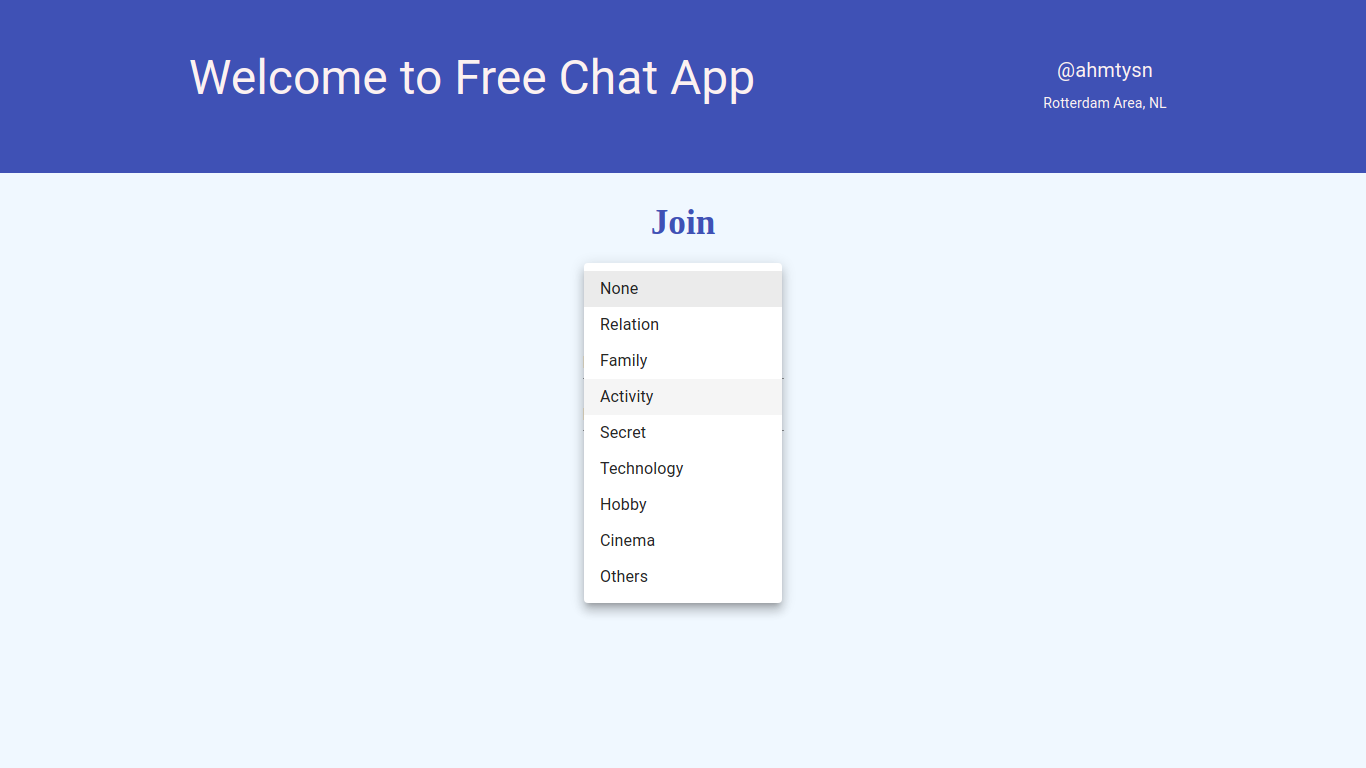 Welcome to Free Chat App
@ahmtysn
Rotterdam Area, NL
Join
None
Relation
Family
Activity
Secret
Technology
Hobby
Cinema
Others